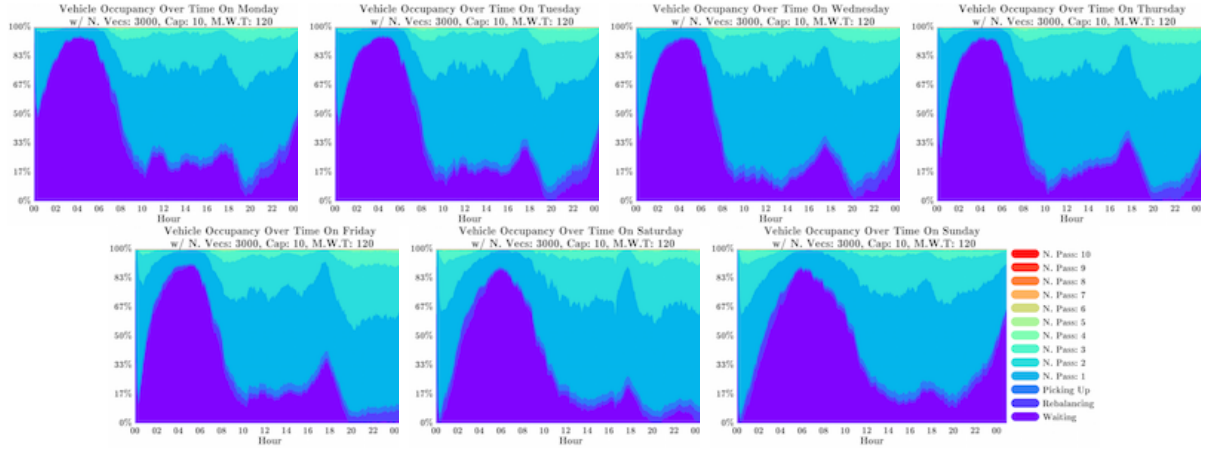 Vehicle Occupancy Over Time On Monday
w/ N. Vecs: 3000, Cap: 10, M.W.T: 120
100%
83%
67%
50%
33%
17%
0%
00 02 04 06 08 10 12 14 16 18 20 22 00
Hour
Vehicle Occupancy Over Time On Tuesday
w/ N. Vecs: 3000, Cap: 10, M.W.T: 120
100%
83%
67%
50%
33%
17%
0%
00 02 04 06 08 10 12 14 16 18 20 22 00
Hour
Vehicle Occupancy Over Time On Wednesday
w/ N. Vecs: 3000, Cap: 10, M.W.T: 120
100%
83%
67%
50%
33%
17%
0%
00 02 04 06 08 10 12 14 16 18 20 22 00
Hour
Vehicle Occupancy Over Time On Thursday
w/ N. Vecs: 3000, Cap: 10, M.W.T: 120
100%
83%
67%
50%
33%
17%
0%
00 02 04 06 08 10 12 14 16 18 20 22 00
Hour
Vehicle Occupancy Over Time On Friday
w/ N. Vecs: 3000, Cap: 10, M.W.T: 120
100%
83%
67%
50%
33%
17%
0%
00 02 04 06 08 10 12 14 16 18 20 22 00
Hour
Vehicle Occupancy Over Time On Saturday
w/ N. Vecs: 3000, Cap: 10, M.W.T: 120
100%
83%
67%
50%
33%
17%
0%
00 02 04 06 08 10 12 14 16 18 20 22 00
Hour
Vehicle Occupancy Over Time On Sunday
w/ N. Vecs: 3000, Cap: 10, M.W.T: 120
100%
83%
67%
50%
33%
17%
0%
00 02 04 06 08 10 12 14 16 18 20 22 00
Hour
N. Pass: 10
N. Pass: 9
N. Pass: 8
N. Pass: 7
N. Pass: 6
N. Pass: 5
N. Pass: 4
N. Pass: 3
N. Pass: 2
N. Pass: 1
Picking Up
Rebalancing
Waiting